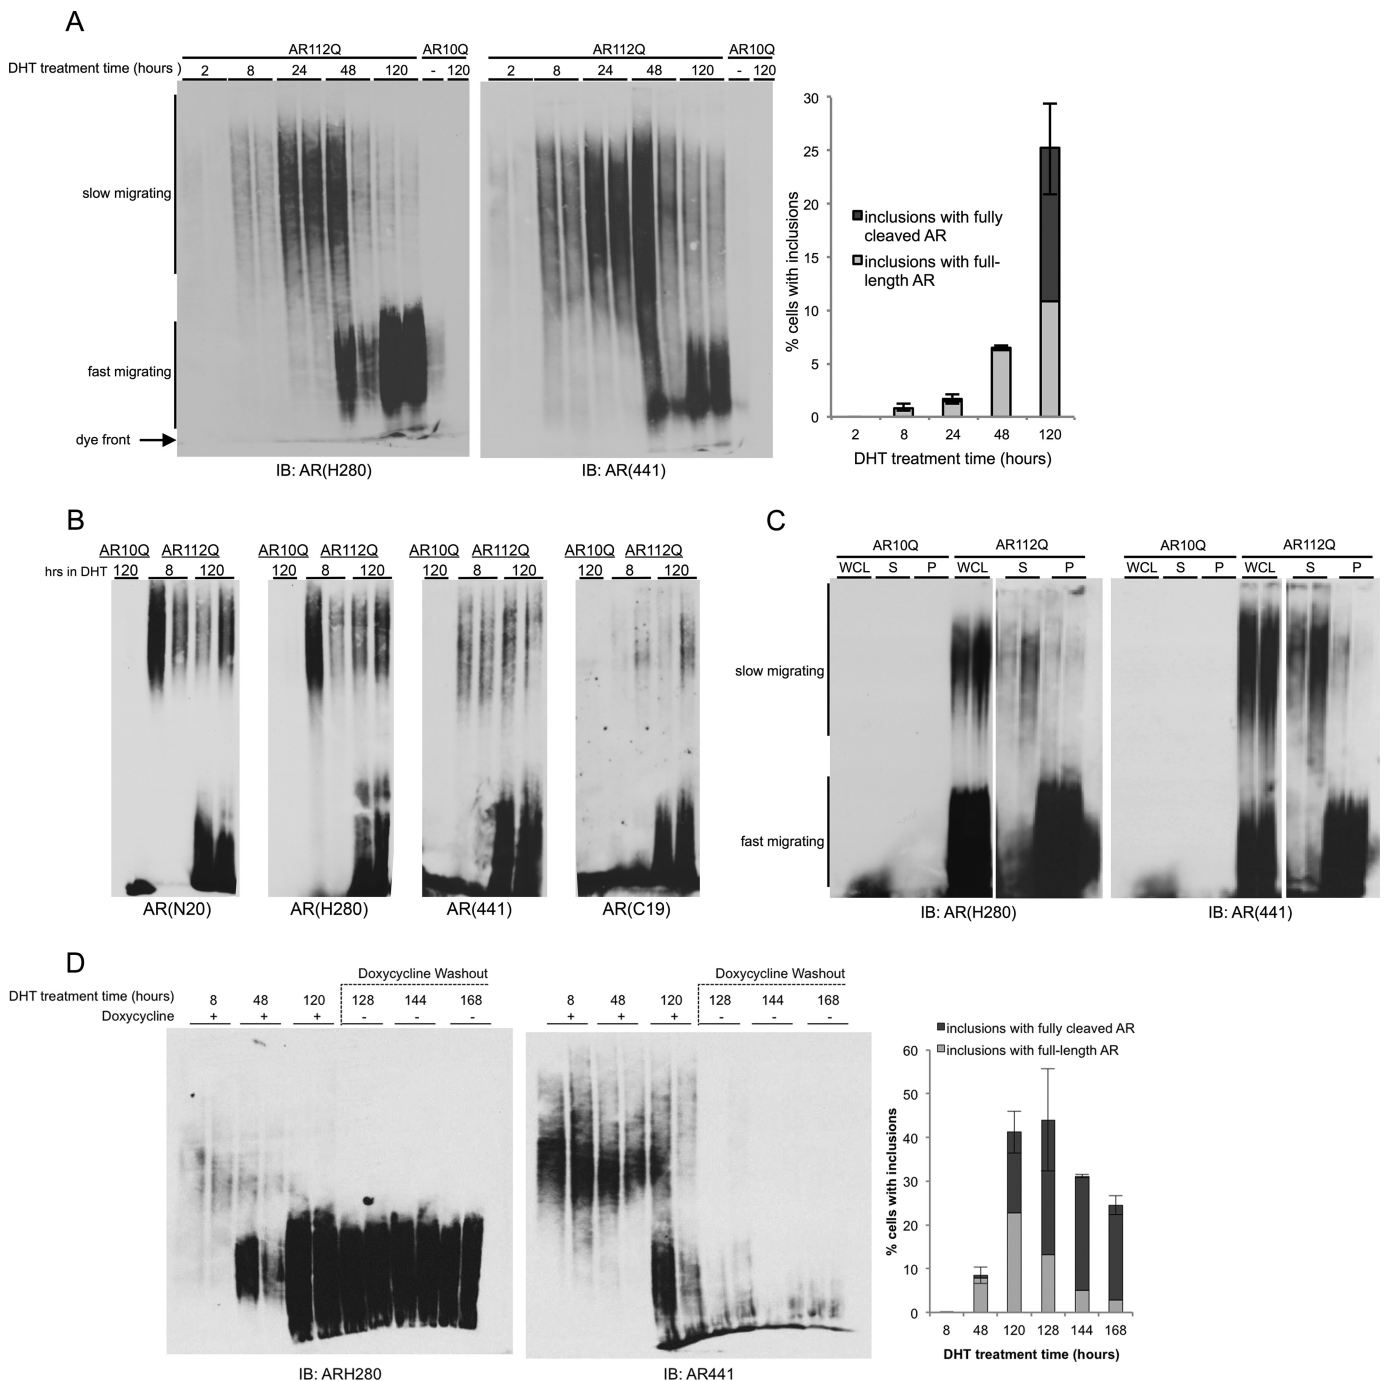 A
AR112Q AR10Q AR112Q AR10Q
DHT treatment time (hours ) 2 8 24 48 120 - 120 2 8 24 48 120 - 120
slow migrating
fast migrating
dye front
IB: AR(H280) IB: AR(441)
30
25
20
15
10
5
0
% cells with inclusions
inclusions with fully
cleaved AR
inclusions with full-
length AR
2 8 24 48 120
DHT treatment time (hours)
B
AR10Q AR112Q AR10Q AR112Q AR10Q AR112Q AR10Q AR112Q
hrs in DHT 120 8 120 120 8 120 120 8 120 120 8 120
AR(N20) AR(H280) AR(441) AR(C19)
C
AR10Q AR112Q AR10Q AR112Q
WCL S P WCL S P WCL S P WCL S P
slow migrating
fast migrating
IB: AR(H280) IB: AR(441)
D
Doxycycline Washout Doxycycline Washout
DHT treatment time (hours) 8 48 120 128 144 168 8 48 120 128 144 168
Doxycycline + + + - - - + + + - - -
IB: ARH280 IB: AR441
inclusions with fully cleaved AR
inclusions with full-length AR
60
50
40
30
20
10
0
% cells with inclusions
8 48 120 128 144 168
DHT treatment time (hours)